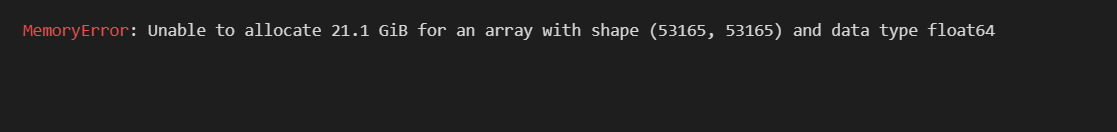 MemoryError: Unable to allocate 21.1 GiB for an array with shape (53165, 53165) and data type float64